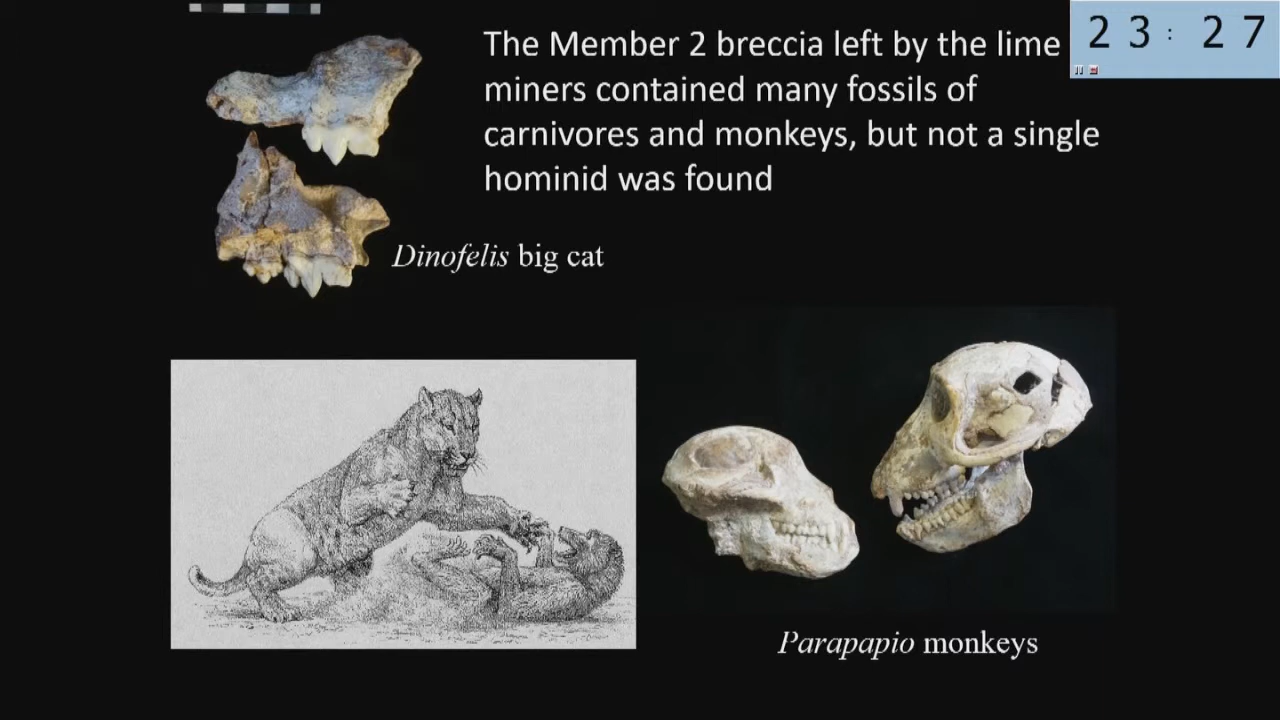 The Member 2 breccia left by the lime
miners contained many fossils of
carnivores and monkeys, but not a single
hominid was found
23:27
Dinofelis big cat
Parapapio monkeys